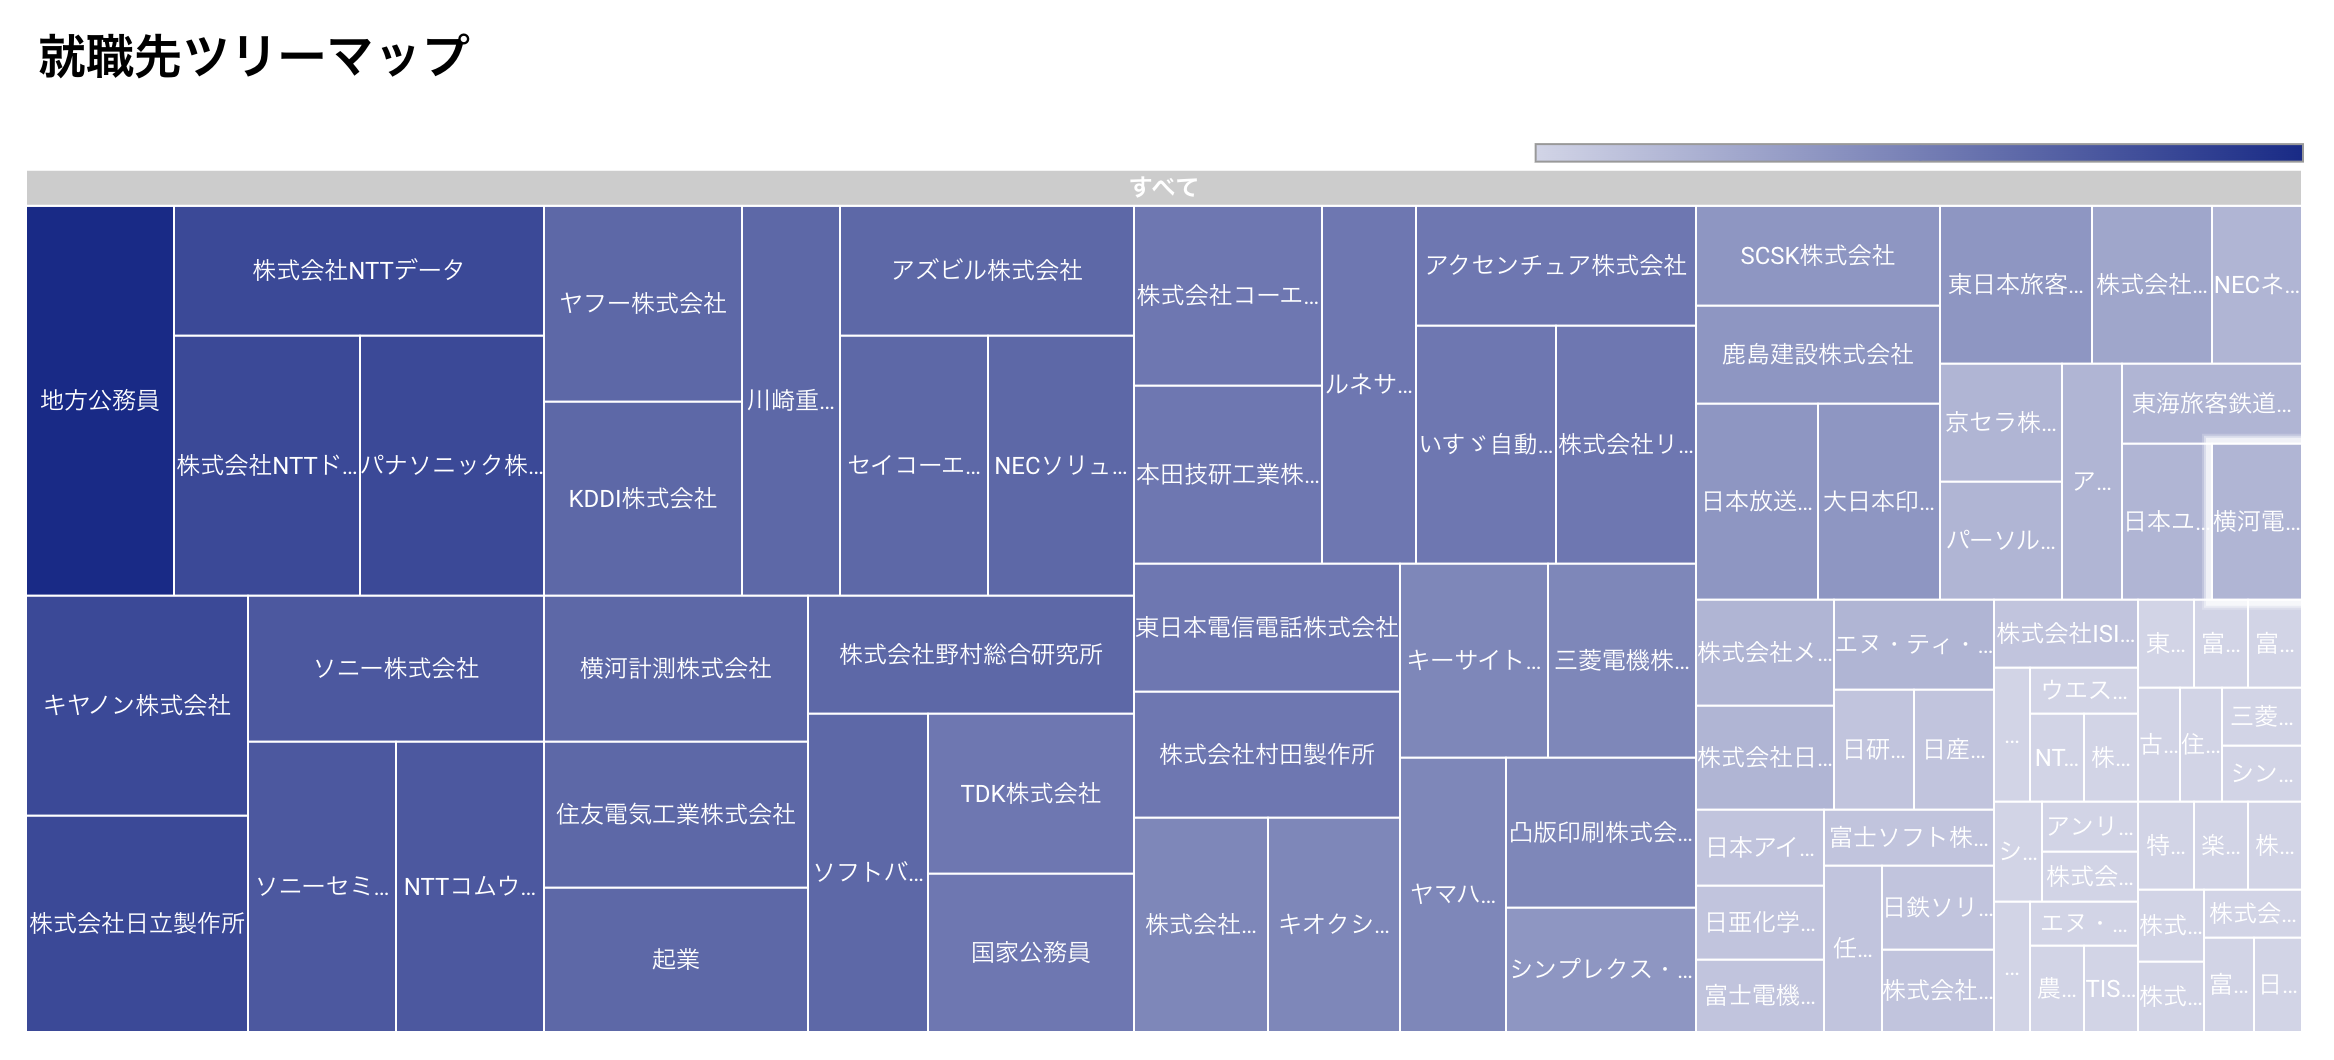 就職先ツリーマップ
すべて
地方公務員
株式会社NTTデータ
株式会社NTTド...
パナソニック株...
キヤノン株式会社
株式会社日立製作所
ソニー株式会社
ソニーセミ...
NTTコムウ...
ヤフー株式会社
KDDI株式会社
川崎重...
アズビル株式会社
セイコーエ...
NECソリュ...
横河計測株式会社
住友電気工業株式会社
起業
株式会社野村総合研究所
ソフトバ...
TDK株式会社
国家公務員
株式会社コーエ...
本田技研工業株...
ルネサ...
アクセンチュア株式会社
いすゞ自動...
株式会社リ...
東日本電信電話株式会社
株式会社村田製作所
株式会社...
キオクシ...
キーサイト...
三菱電機株...
ヤマハ...
凸版印刷株式会...
シンプレクス・...
SCSK株式会社
鹿島建設株式会社
日本放送...
大日本印...
東日本旅客...
株式会社...
NECネ...
京セラ株...
パーソル...
ア...
東海旅客鉄道...
日本ユ...
横河電...
株式会社メ...
株式会社日...
エヌ・ティ・...
日研...
日産...
日本アイ...
日亜化学...
富士電機...
富士ソフト株...
任...
日鉄ソリ...
株式会社...
株式会社ISI...
...
ウエス...
NT...
株...
シ...
アンリ...
株式会...
...
エヌ・...
農...
TIS...
東...
富...
富...
古...
住...
三菱...
シン...
特...
楽...
株...
株式...
株式...
株式会...
富...
日...